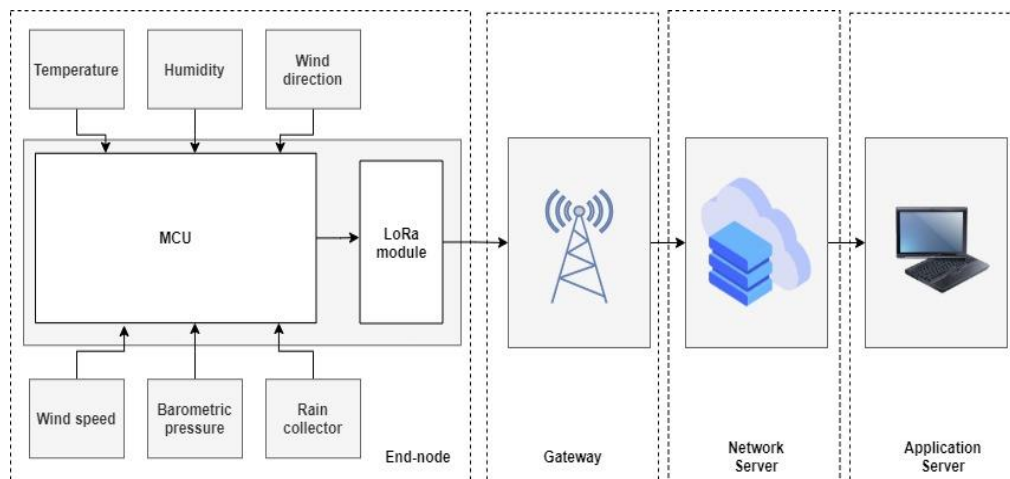 Temperature
Humidity
Wind
direction
MCU
LoRa
module
Wind speed
Barometric
pressure
Rain
collector
End-node
Gateway
Network
Server
Application
Server